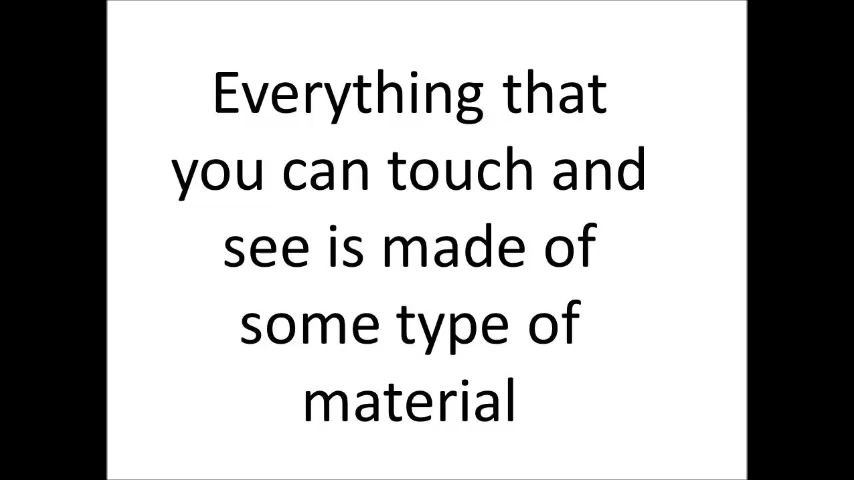 Everything that
you can touch and
see is made of
some type of
material